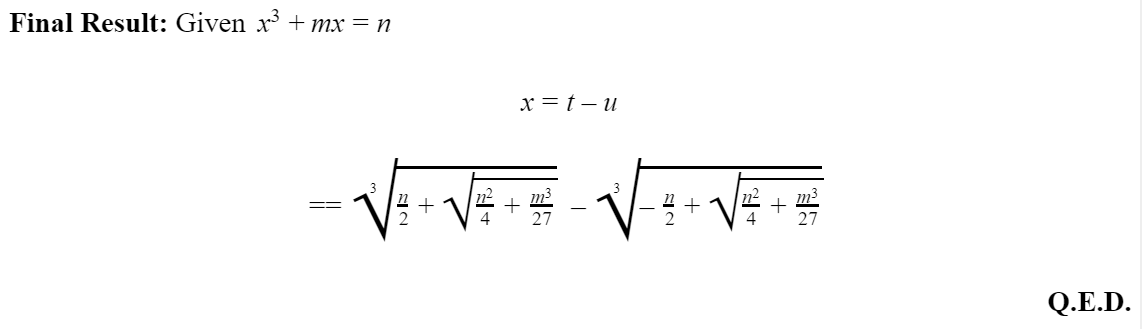 Final Result: Given x³ + mx = n
x = t – u
== ∛(n/2 + √(n²/4 + m³/27)) – ∛(–n/2 + √(n²/4 + m³/27))
Q.E.D.